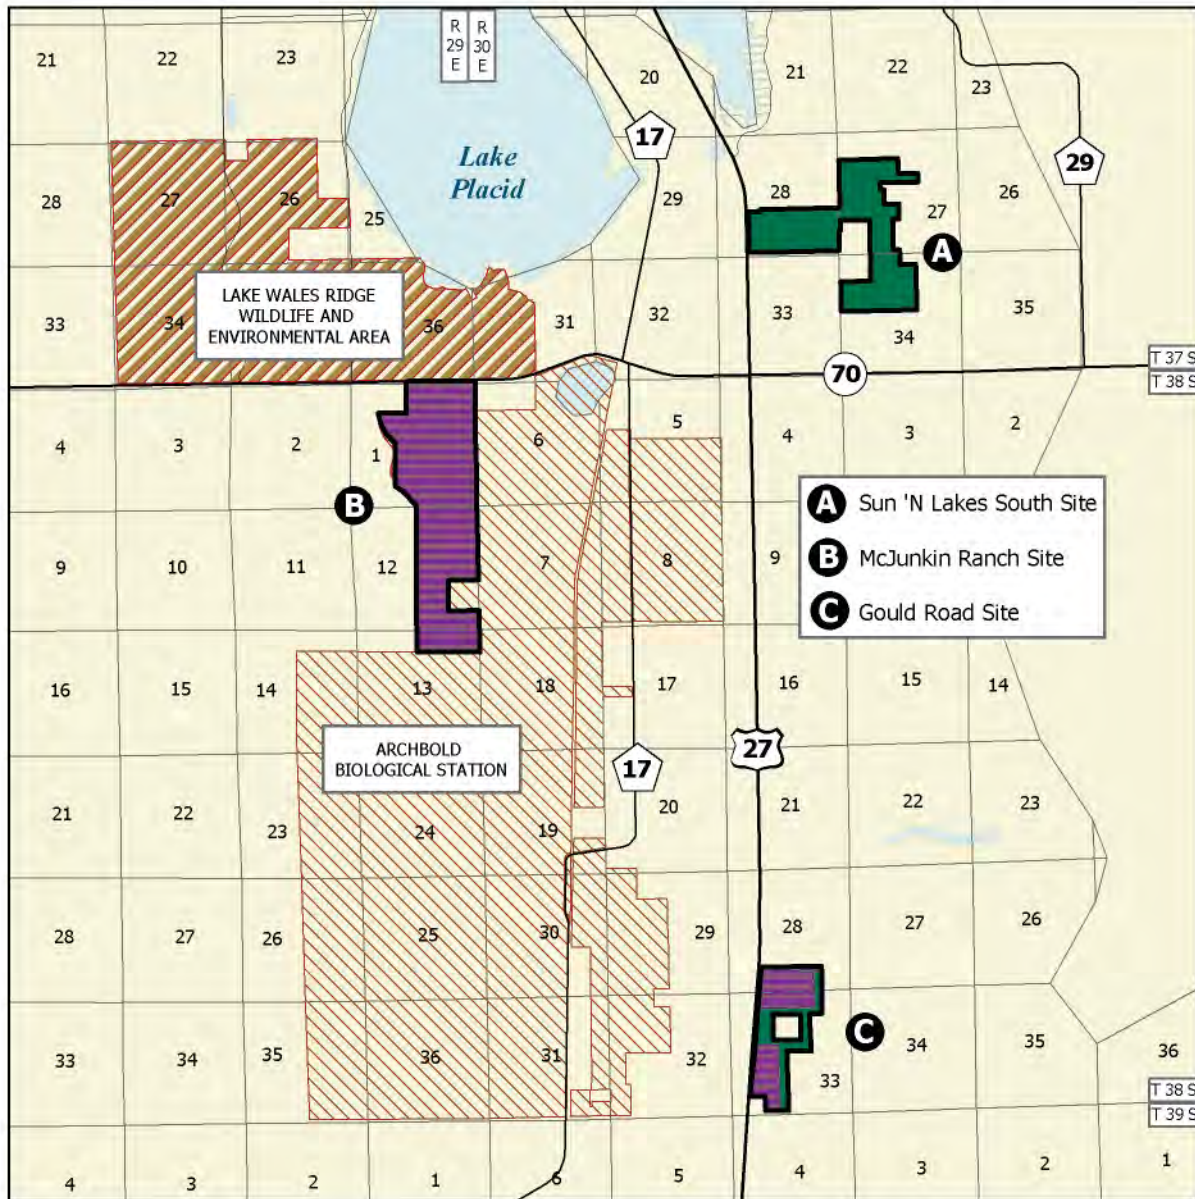 R R
29 30
E E
21 22 23 20 21 22 23
17
29
Lake
Placid
28 27 26 25 29 28 27 26
A
LAKE WALES RIDGE
WILDLIFE AND
ENVIRONMENTAL AREA
33 34 36 31 32 33 34 35
T 37 S
70
T 38 S
4 3 2 1 6 5 4 3 2
B
A Sun 'N Lakes South Site
B McJunkin Ranch Site
C Gould Road Site
9 10 11 12 7 8 9
16 15 14 13 18 17 16 15 14
ARCHBOLD
BIOLOGICAL STATION
17
27
21 22 23 24 19 20 21 22 23
28 27 26 25 30 29 28 27 26
C
33 34 35 36 31 32 33 34 35 36
T 38 S
T 39 S
4 3 2 1 6 5 4 3 2 1